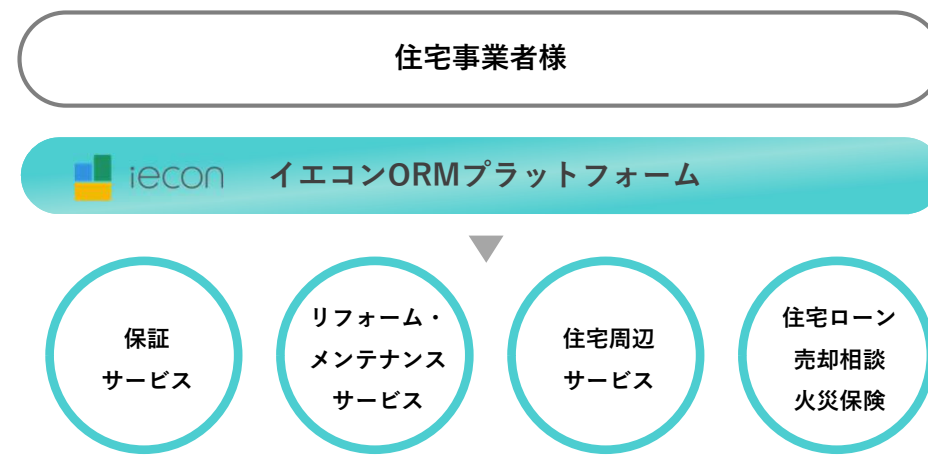 住宅事業者様
iecon イエコンORMプラットフォーム
保証
サービス
リフォーム・
メンテナンス
サービス
住宅周辺
サービス
住宅ローン
売却相談
火災保険